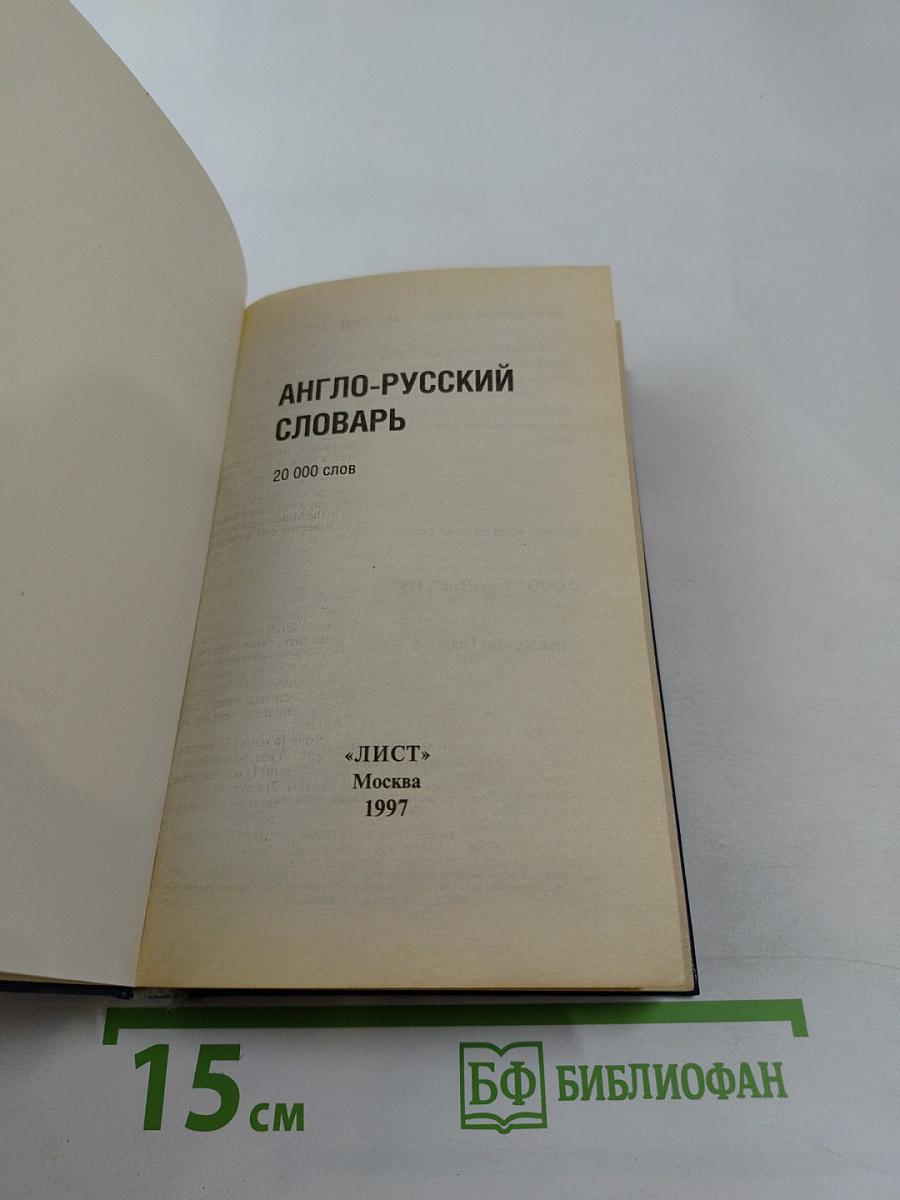 АНГЛО-РУССКИЙ
СЛОВАРЬ
20 000 слов
«ЛИСТ»
Москва
1997
15 см
БФ БИБЛИОФАН